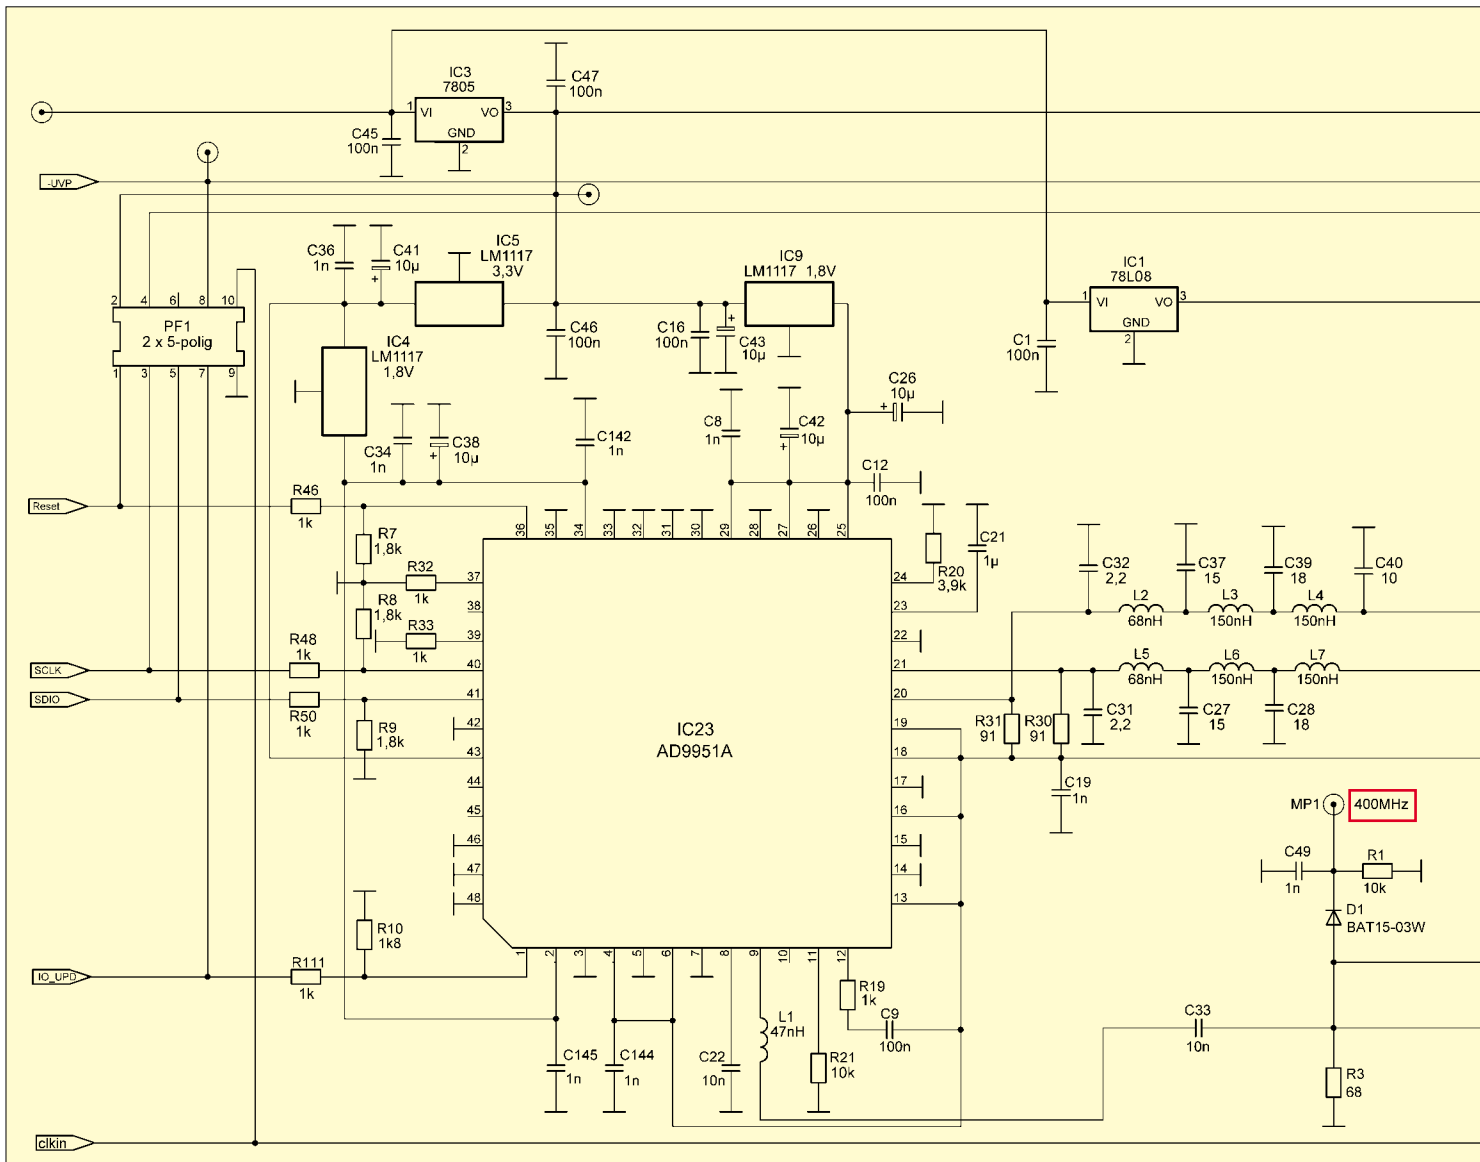 IC3
7805
1 VI VO 3
GND
2
C47
100n
C45
100n
-UVP
C36
1n
C41
10µ
+
IC5
LM1117
3,3V
IC9
LM1117 1,8V
IC1
78L08
1 VI VO 3
GND
2
2 4 6 8 10
PF1
2 x 5-polig
1 3 5 7 9
IC4
LM1117
1,8V
C46
100n
C16
100n
+
C43
10µ
C1
100n
C26
10µ
+
C34
1n
C38
10µ
+
C142
1n
C8
1n
C42
10µ
+
C12
100n
Reset
R46
1k
36 35 34 33 32 31 30 29 28 27 26 25
R7
1,8k
R32
1k
R8
1,8k
R33
1k
R48
1k
SCLK
SDIO
R50
1k
R9
1,8k
37
38
39
40
41
42
43
44
45
46
47
48
IC23
AD9951A
24
23
22
21
20
19
18
17
16
15
14
13
R20
3,9k
C21
1µ
C32
2,2
C37
15
C39
18
C40
10
L2
68nH
L3
150nH
L4
150nH
L5
68nH
L6
150nH
L7
150nH
R31
91
R30
91
C31
2,2
C27
15
C28
18
C19
1n
MP1 400MHz
C49
1n
R1
10k
D1
BAT15-03W
R10
1k8
IO_UPD
R111
1k
1 2 3 4 5 6 7 8 9 10 11 12
R19
1k
C9
100n
L1
47nH
C33
10n
C145
1n
C144
1n
C22
10n
R21
10k
R3
68
clkin